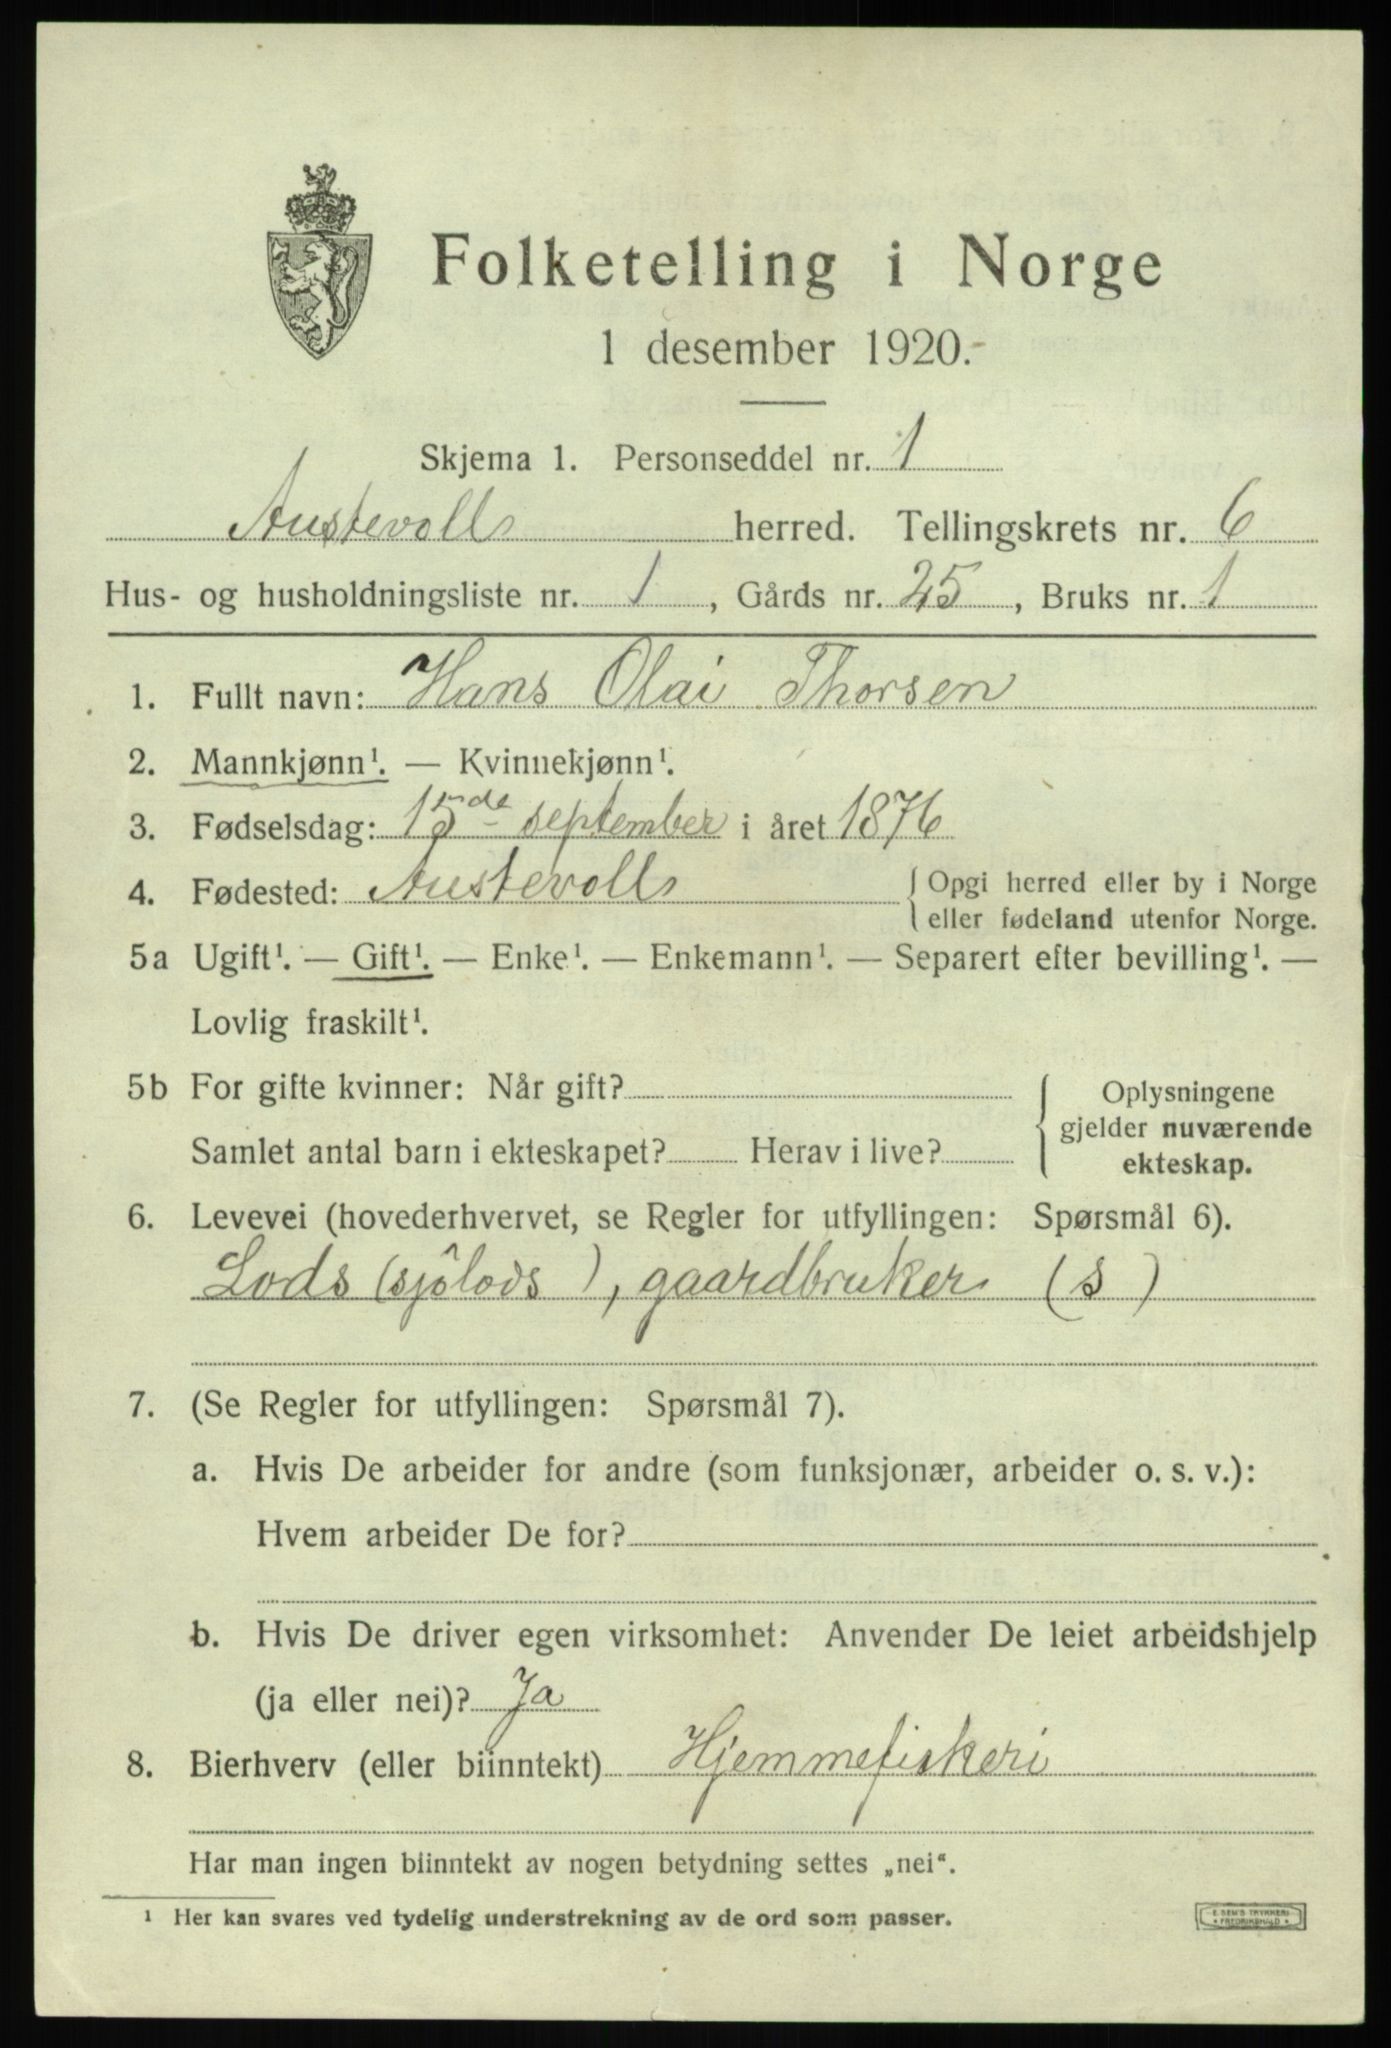 Folketelling i Norge
1 desember 1920.
Skjema 1. Personseddel nr. 1
Austevoll herred. Tellingskrets nr. 6
Hus- og husholdningsliste nr. 1, Gårds nr. 25, Bruks nr. 1
1. Fullt navn: Hans Olai Thorsen
2. Mannkjønn¹. — Kvinnekjønn¹.
3. Fødselsdag: 15de september i året 1876
4. Fødested: Austevoll { Opgi herred eller by i Norge
eller fødeland utenfor Norge.
5a Ugift¹. — Gift¹. — Enke¹. — Enkemann¹. — Separert efter bevilling¹. —
Lovlig fraskilt¹.
5b For gifte kvinner: Når gift?
Samlet antal barn i ekteskapet? Herav i live?
Oplysningene
gjelder nuværende
ekteskap.
6. Levevei (hovederhvervet, se Regler for utfyllingen: Spørsmål 6).
Lods (sjölods), gaardbruker (s)
7. (Se Regler for utfyllingen: Spørsmål 7).
a. Hvis De arbeider for andre (som funksjonær, arbeider o. s. v.):
Hvem arbeider De for?
b. Hvis De driver egen virksomhet: Anvender De leiet arbeidshjelp
(ja eller nei)? Ja
8. Bierhverv (eller biinntekt) Hjemmefiskeri
Har man ingen biinntekt av nogen betydning settes „nei“.
¹ Her kan svares ved tydelig understrekning av de ord som passer.
E. SEM'S TRYKKERI
FREDRIKSHALD